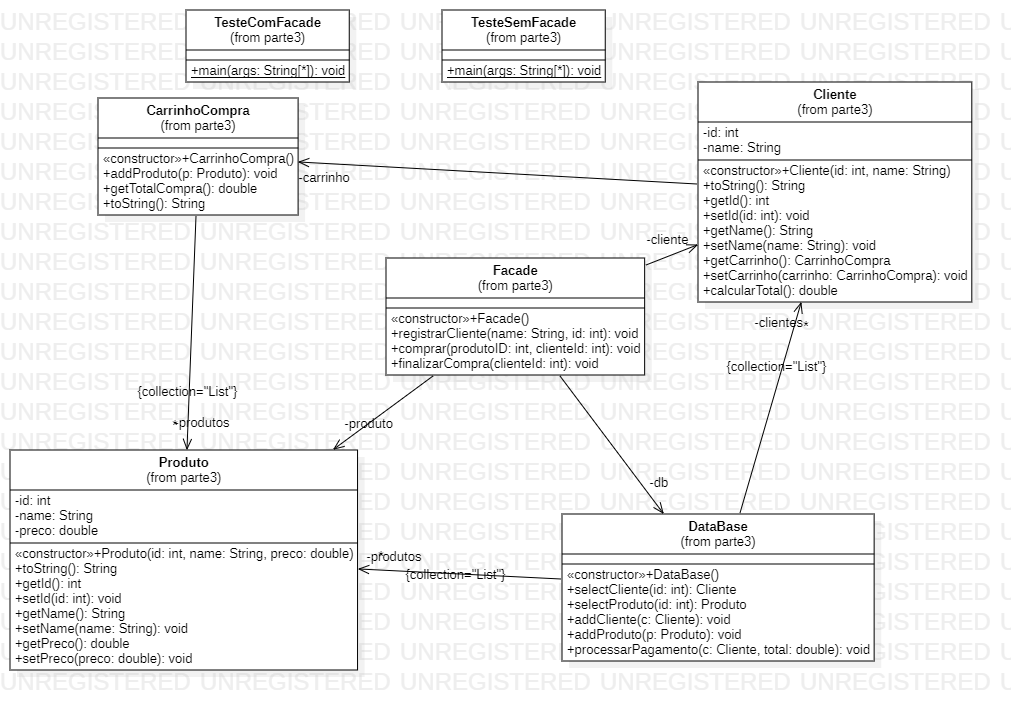 TesteComFacade
(from parte3)
+main(args: String[*]): void
TesteSemFacade
(from parte3)
+main(args: String[*]): void
CarrinhoCompra
(from parte3)
«constructor»+CarrinhoCompra()
+addProduto(p: Produto): void
+getTotalCompra(): double
+toString(): String
Cliente
(from parte3)
-id: int
-name: String
«constructor»+Cliente(id: int, name: String)
+toString(): String
+getId(): int
+setId(id: int): void
+getName(): String
+setName(name: String): void
+getCarrinho(): CarrinhoCompra
+setCarrinho(carrinho: CarrinhoCompra): void
+calcularTotal(): double
-carrinho
-cliente
Facade
(from parte3)
«constructor»+Facade()
+registrarCliente(name: String, id: int): void
+comprar(produtoID: int, clienteId: int): void
+finalizarCompra(clienteId: int): void
-clientes
*
{collection="List"}
{collection="List"}
*
-produtos
-produto
-db
Produto
(from parte3)
-id: int
-name: String
-preco: double
«constructor»+Produto(id: int, name: String, preco: double)
+toString(): String
+getId(): int
+setId(id: int): void
+getName(): String
+setName(name: String): void
+getPreco(): double
+setPreco(preco: double): void
-produtos
*
{collection="List"}
DataBase
(from parte3)
«constructor»+DataBase()
+selectCliente(id: int): Cliente
+selectProduto(id: int): Produto
+addCliente(c: Cliente): void
+addProduto(p: Produto): void
+processarPagamento(c: Cliente, total: double): void
UNREGISTERED